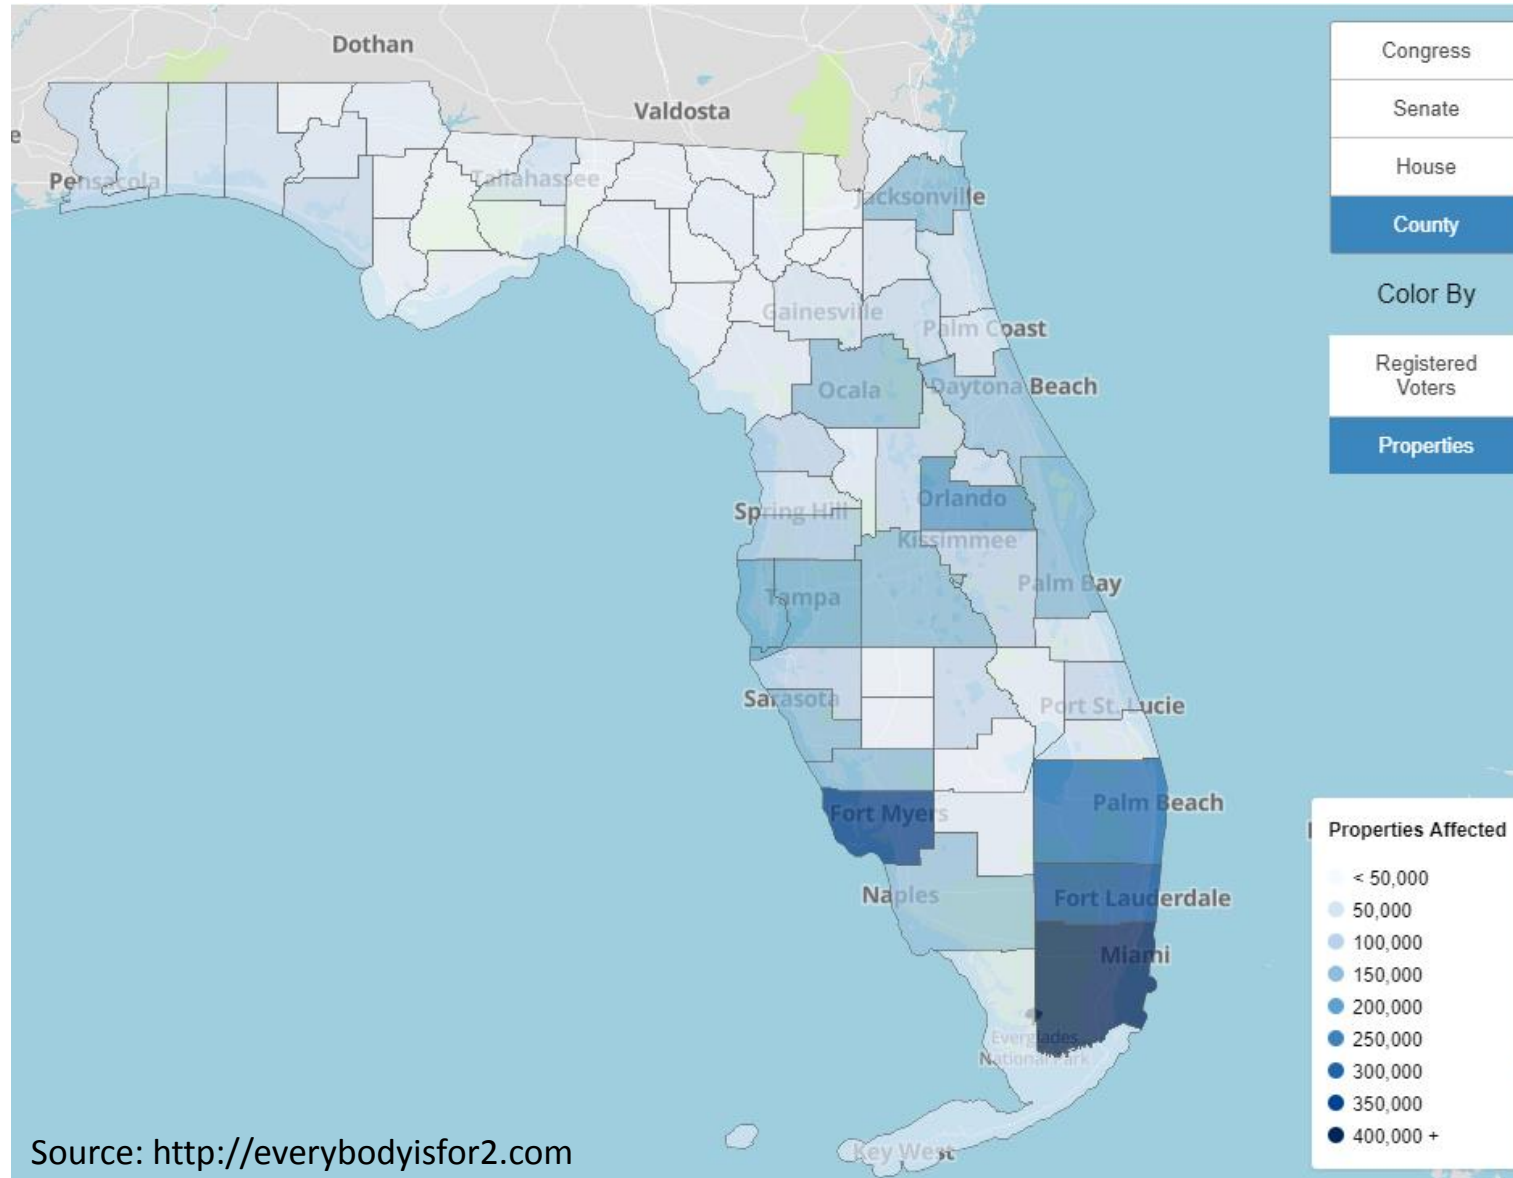 Dothan
Valdosta
e
Pensacola
Tallahassee
Jacksonville
Gainesville
Palm Coast
Ocala
Daytona Beach
Orlando
Spring Hill
Kissimmee
Palm Bay
Tampa
Sarasota
Port St. Lucie
Fort Myers
Palm Beach
Naples
Fort Lauderdale
Miami
Everglades
National Park
Key West
Congress
Senate
House
County
Color By
Registered
Voters
Properties
Properties Affected
< 50,000
50,000
100,000
150,000
200,000
250,000
300,000
350,000
400,000 +
Source: http://everybodyisfor2.com